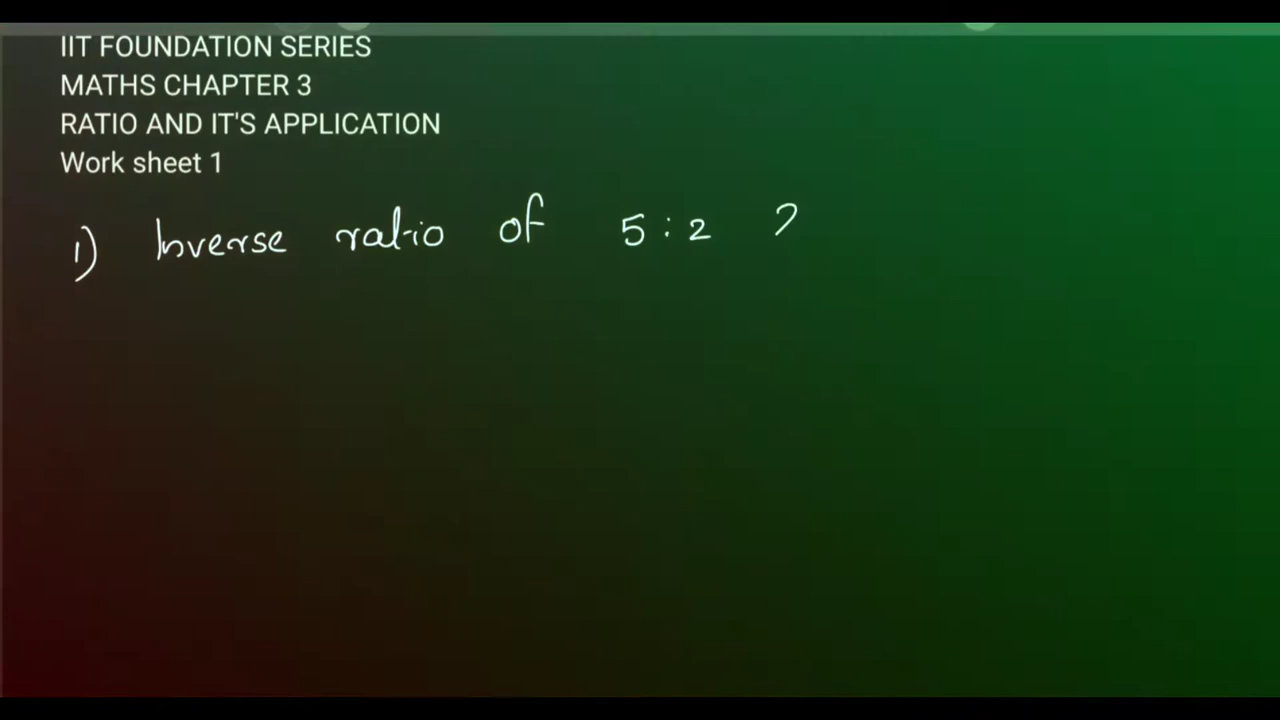 IIT FOUNDATION SERIES
MATHS CHAPTER 3
RATIO AND IT'S APPLICATION
Work sheet 1
1) Inverse ratio of 5 : 2 ?